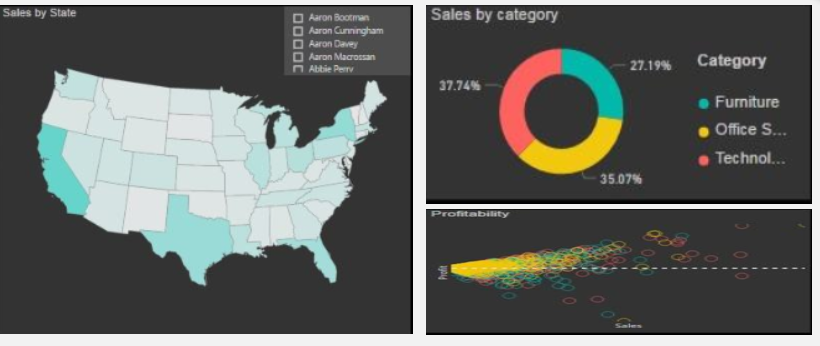 Sales by State
Aaron Bootman
Aaron Cunningham
Aaron Davey
Aaron Macrossan
Abbie Perry
Sales by category
27.19%
37.74%
35.07%
Category
Furniture
Office S...
Technol...
Profitability
Profit
Sales